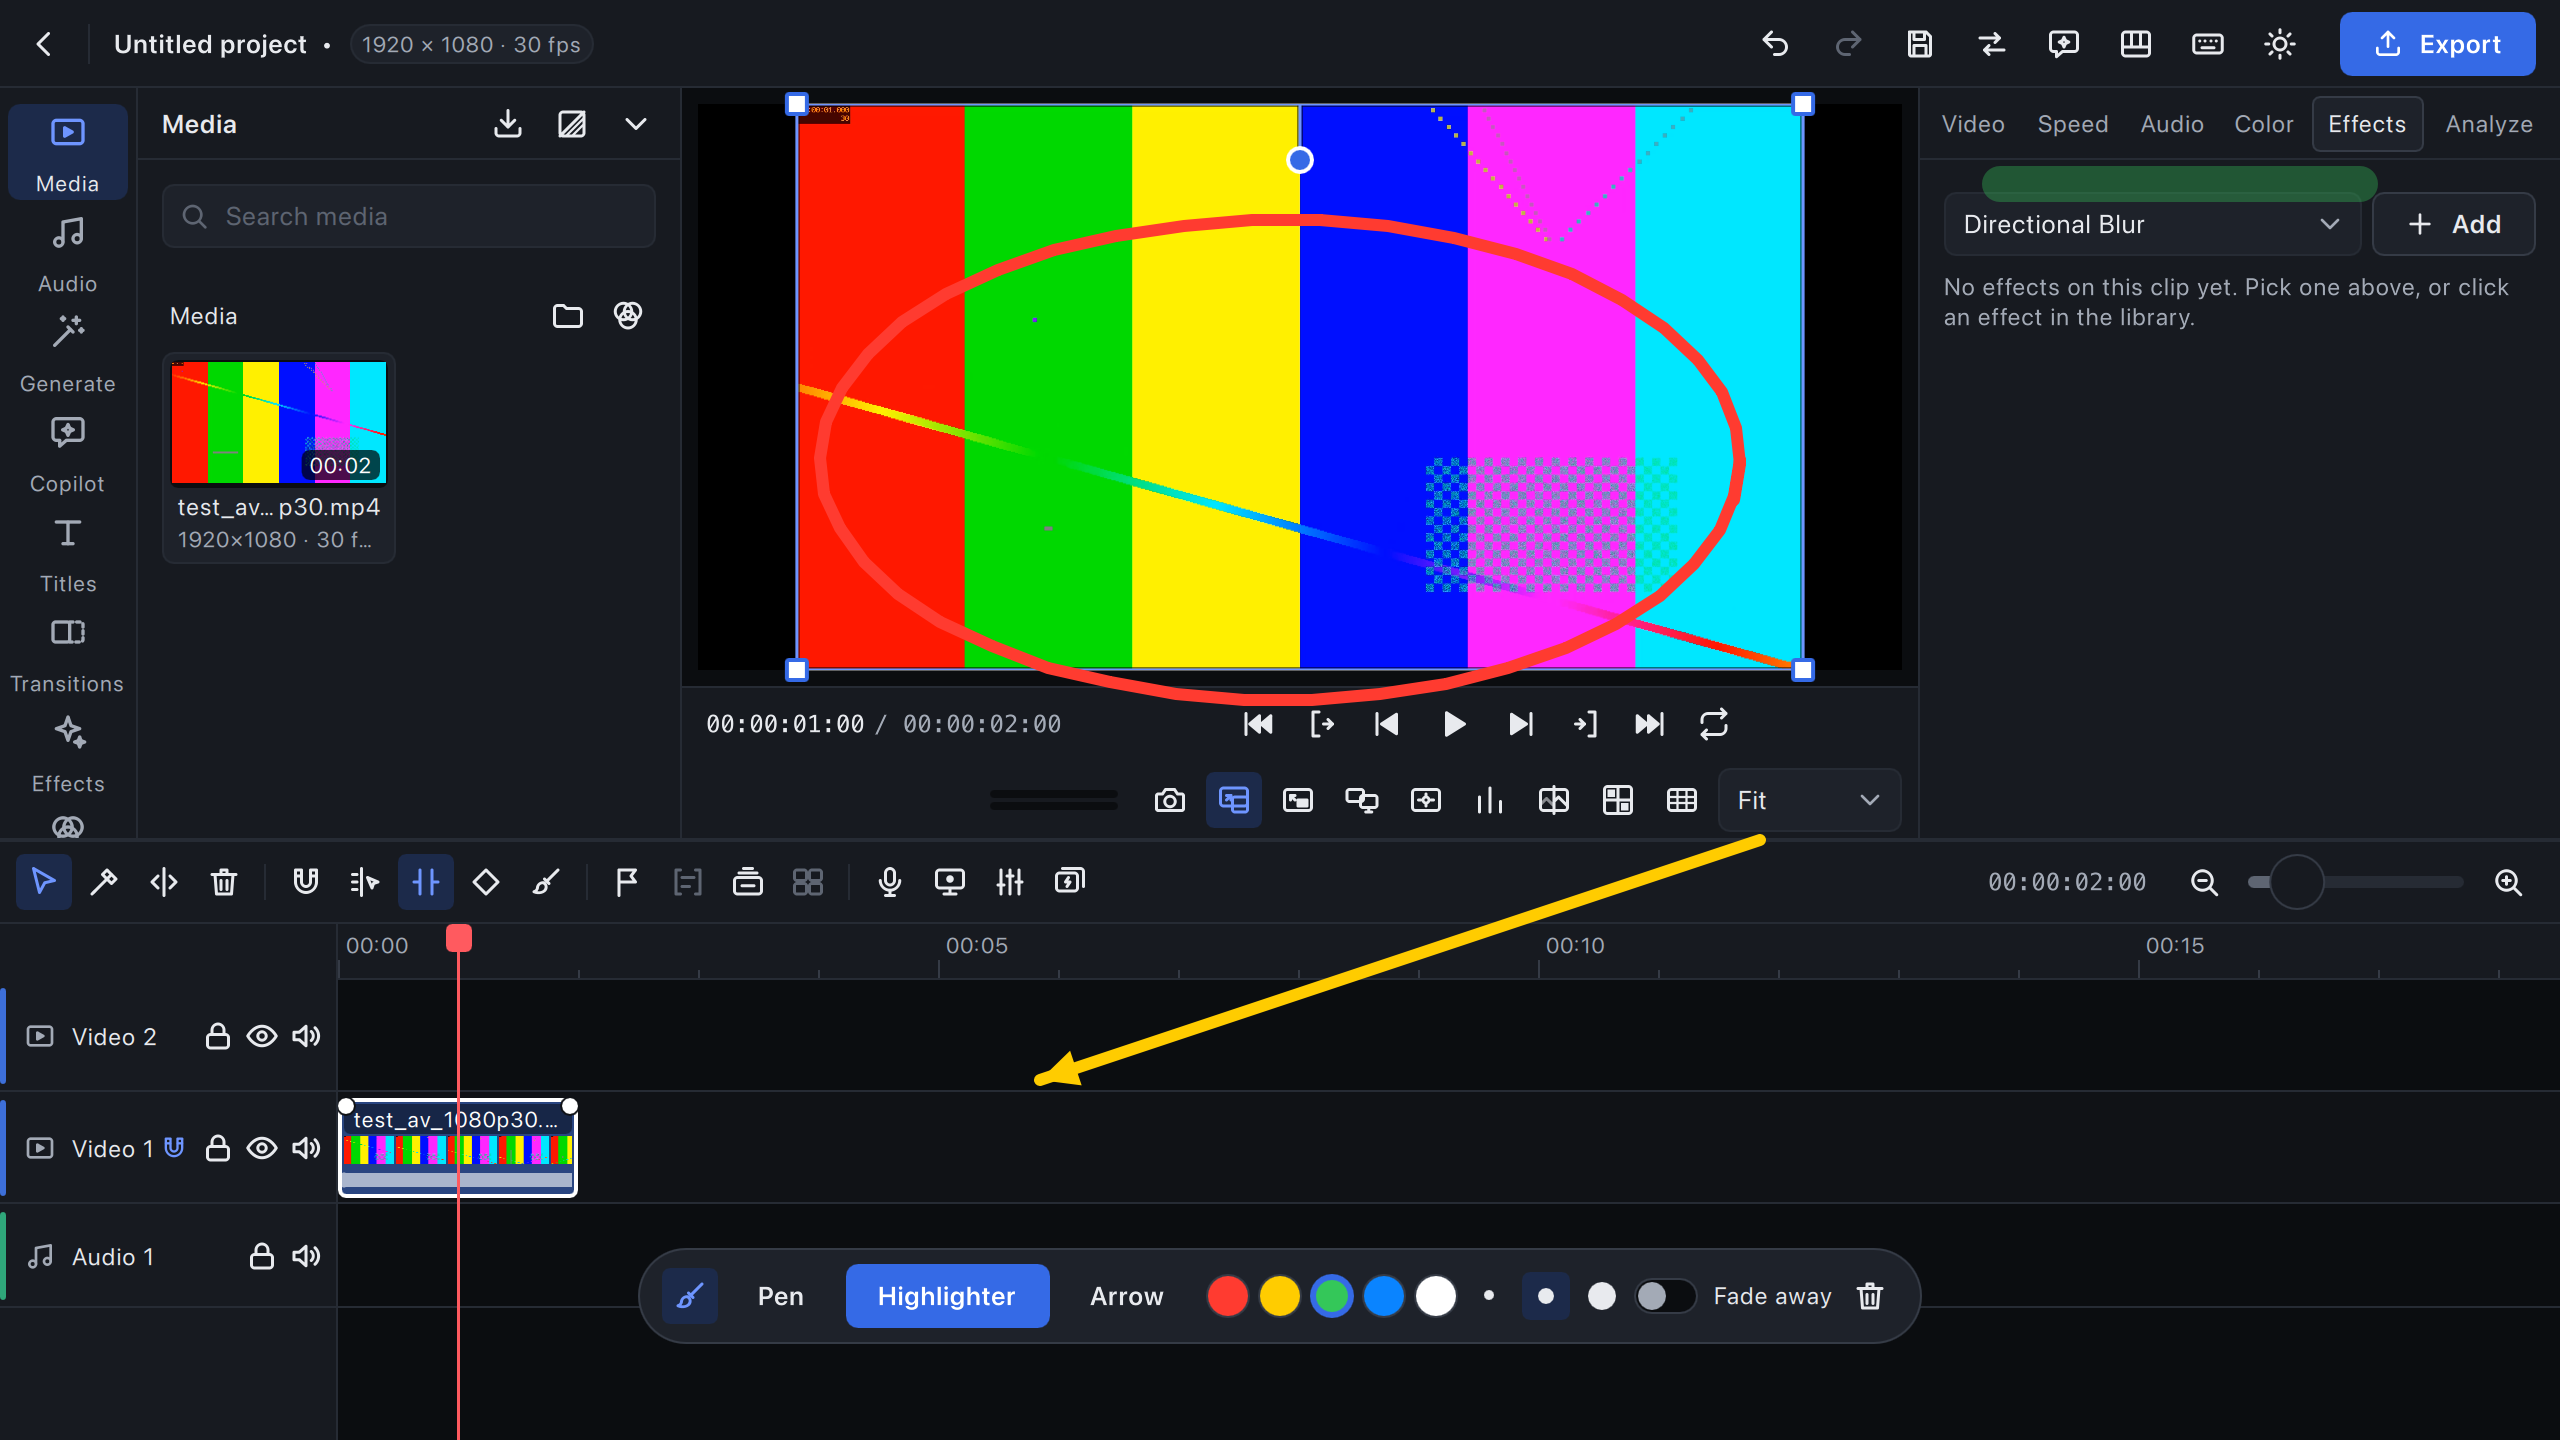 Untitled project • 1920 × 1080 · 30 fps
Export
Media
Audio
Generate
Copilot
Titles
Transitions
Effects
Media
Search media
Media
00:02
test_av... p30.mp4
1920×1080 · 30 f...
00:00:01:00 / 00:00:02:00
Fit
Video
Speed
Audio
Color
Effects
Analyze
Directional Blur
Add
No effects on this clip yet. Pick one above, or click
an effect in the library.
00:00:02:00
00:00
00:05
00:10
00:15
Video 2
Video 1
test_av_1080p30....
Audio 1
Pen
Highlighter
Arrow
Fade away